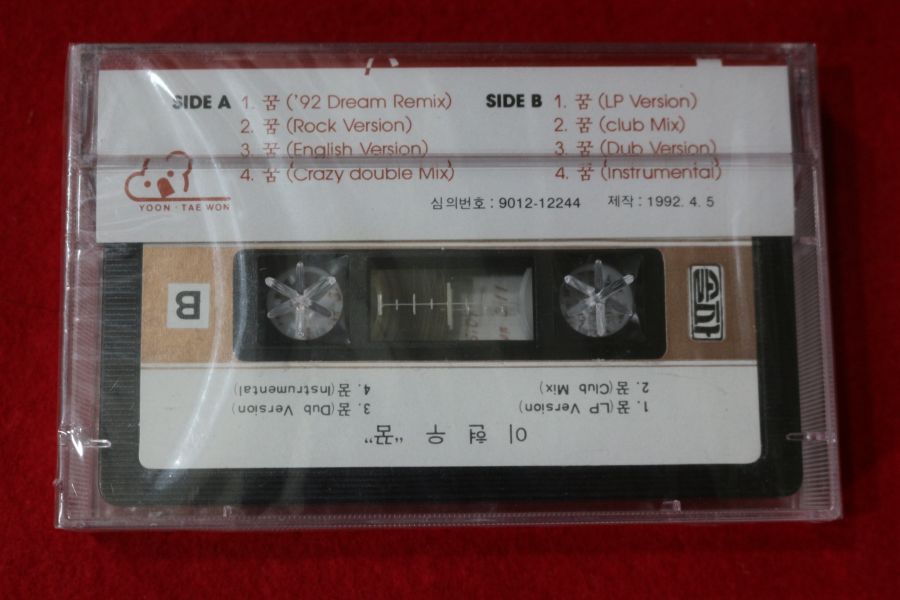 SIDE A 1. 꿈 ('92 Dream Remix)
2. 꿈 (Rock Version)
3. 꿈 (English Version)
4. 꿈 (Crazy double Mix)
SIDE B 1. 꿈 (LP Version)
2. 꿈 (club Mix)
3. 꿈 (Dub Version)
4. 꿈 (Instrumental)
YOON · TAE WON
심의번호 : 9012-12244 제작 : 1992. 4. 5
B
이 현 우 “꿈”
1. 꿈(LP Version)
2. 꿈(Club Mix)
3. 꿈(Dub Version)
4. 꿈(Instrumental)